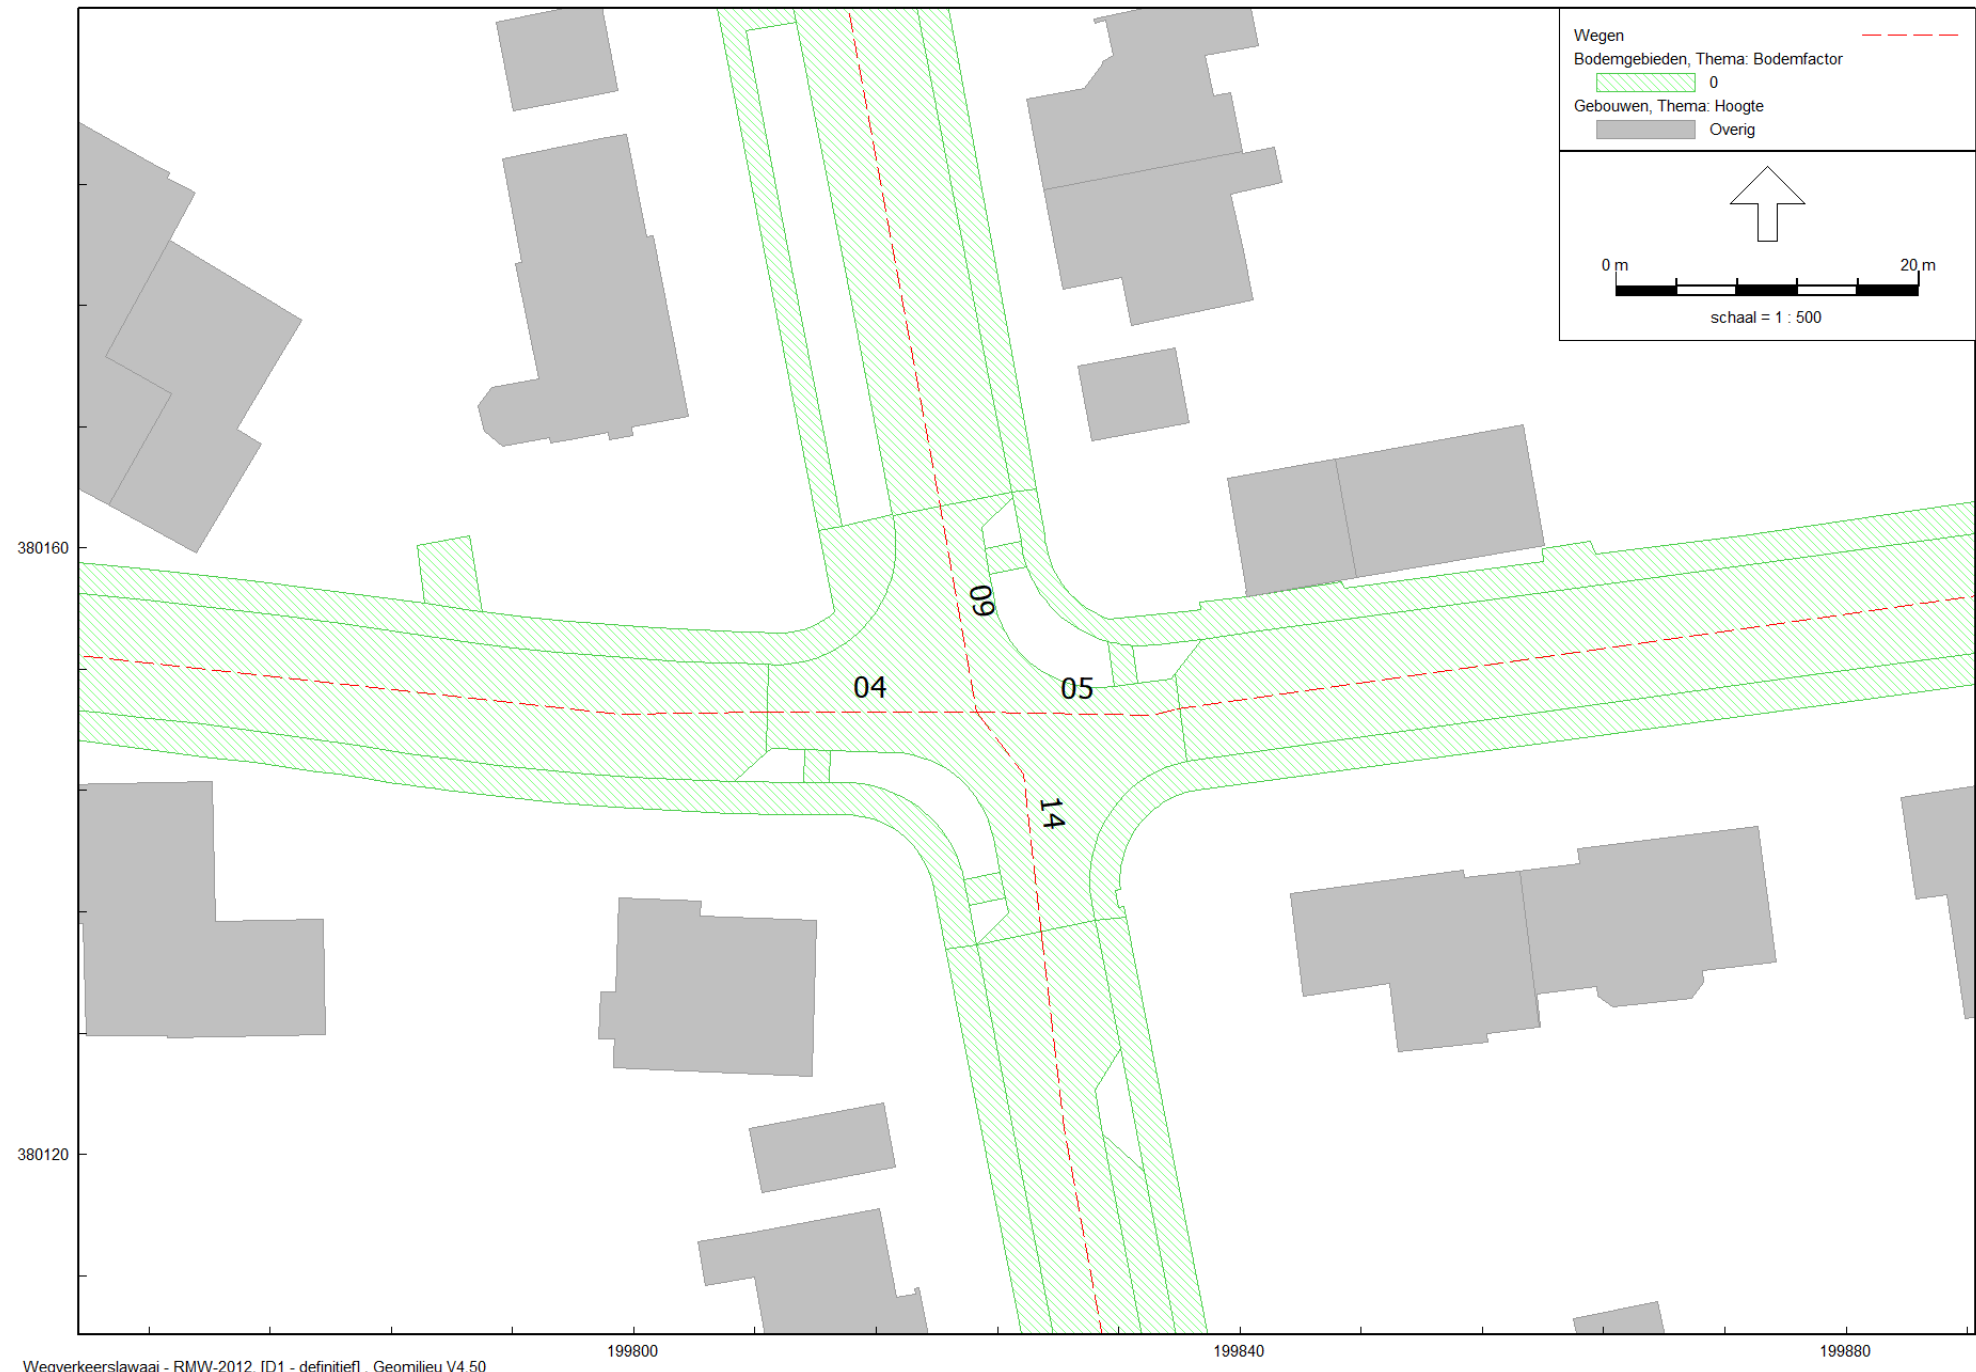 Wegen
Bodemgebieden, Thema: Bodemfactor
0
Gebouwen, Thema: Hoogte
Overig
0 m 20 m
schaal = 1 : 500
380160
09
04 05
14
380120
199800 199840 199880
Wegverkeerslawaai - RMW-2012, [D1 - definitief] , Geomilieu V4.50